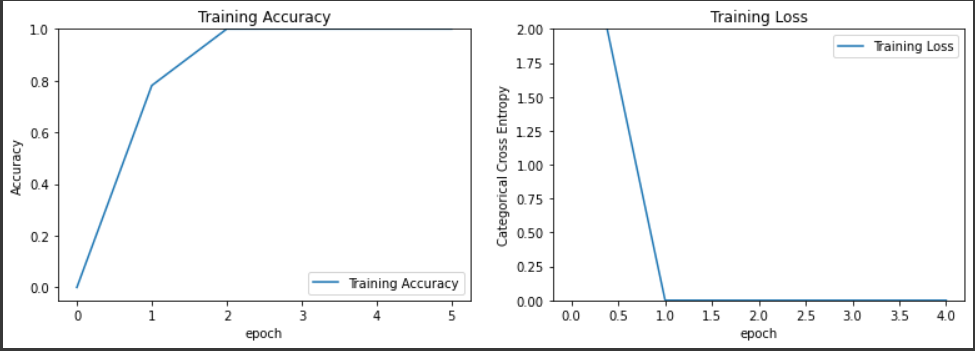 Training Accuracy
1.0
0.8
0.6
0.4
0.2
0.0
Accuracy
Training Accuracy
0 1 2 3 4 5
epoch
Training Loss
2.00
1.75
1.50
1.25
1.00
0.75
0.50
0.25
0.00
Categorical Cross Entropy
Training Loss
0.0 0.5 1.0 1.5 2.0 2.5 3.0 3.5 4.0
epoch